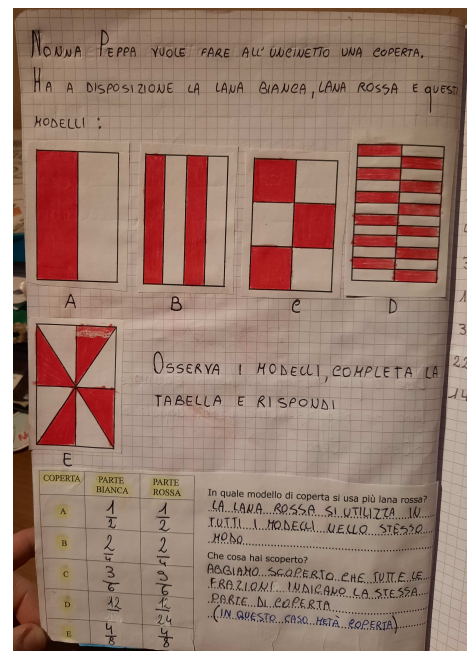 NONNA PEPPA VUOLE FARE ALL'UNCINETTO UNA COPERTA.
HA A DISPOSIZIONE LA LANA BIANCA, LANA ROSSA E QUESTI
MODELLI:
A B C D
E
OSSERVA I MODELLI, COMPLETA LA
TABELLA E RISPONDI
COPERTA PARTE BIANCA PARTE ROSSA
A 1/2 1/2
B 2/4 2/4
C 3/6 3/6
D 12 12/24
E 4/8 4/8
In quale modello di coperta si usa più lana rossa?
LA LANA ROSSA SI UTILIZZA IN
TUTTI I MODELLI NELLO STESSO
MODO
Che cosa hai scoperto?
ABBIAMO SCOPERTO CHE TUTTE LE
FRAZIONI INDICANO LA STESSA
PARTE DI COPERTA
(IN QUESTO CASO METÀ COPERTA)
3
22
14